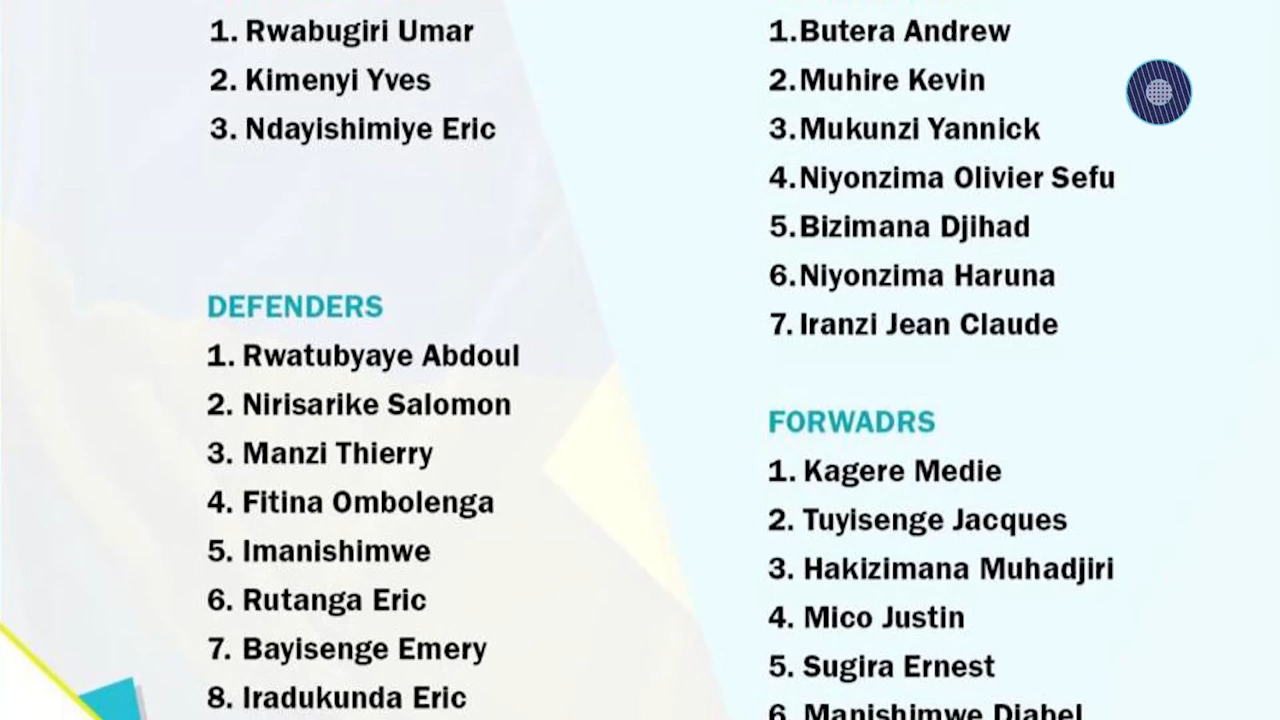 1. Rwabugiri Umar
2. Kimenyi Yves
3. Ndayishimiye Eric
DEFENDERS
1. Rwatubyaye Abdoul
2. Nirisarike Salomon
3. Manzi Thierry
4. Fitina Ombolenga
5. Imanishimwe
6. Rutanga Eric
7. Bayisenge Emery
8. Iradukunda Eric
1.Butera Andrew
2.Muhire Kevin
3.Mukunzi Yannick
4.Niyonzima Olivier Sefu
5.Bizimana Djihad
6.Niyonzima Haruna
7. Iranzi Jean Claude
FORWADRS
1. Kagere Medie
2. Tuyisenge Jacques
3. Hakizimana Muhadjiri
4. Mico Justin
5. Sugira Ernest
6. Manishimwe Djabel